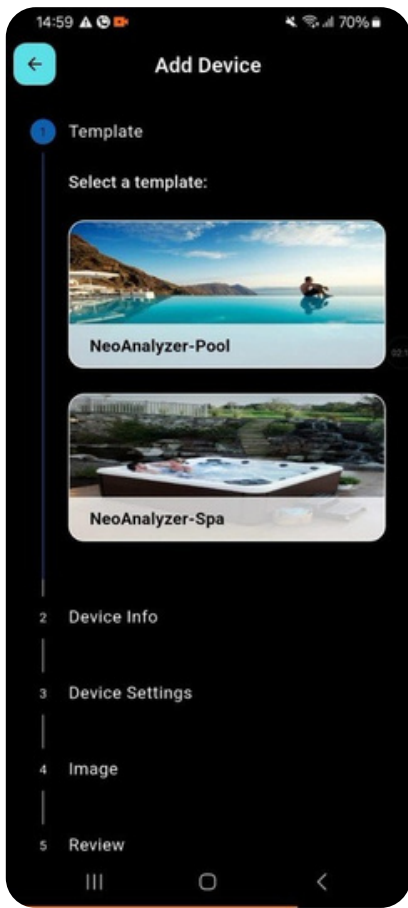 14:59 70%
Add Device
1 Template
Select a template:
NeoAnalyzer-Pool
NeoAnalyzer-Spa
2 Device Info
3 Device Settings
4 Image
5 Review